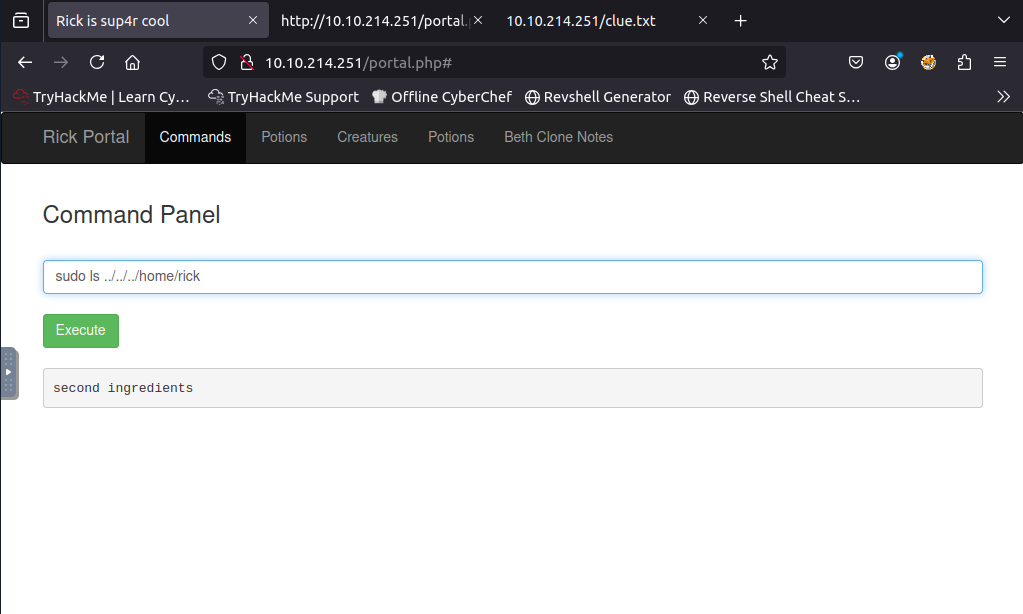 Rick is sup4r cool
http://10.10.214.251/portal.
10.10.214.251/clue.txt
10.10.214.251/portal.php#
TryHackMe | Learn Cy…
TryHackMe Support
Offline CyberChef
Revshell Generator
Reverse Shell Cheat S…
Rick Portal
Commands
Potions
Creatures
Potions
Beth Clone Notes
Command Panel
sudo ls ../../../home/rick
Execute
second ingredients